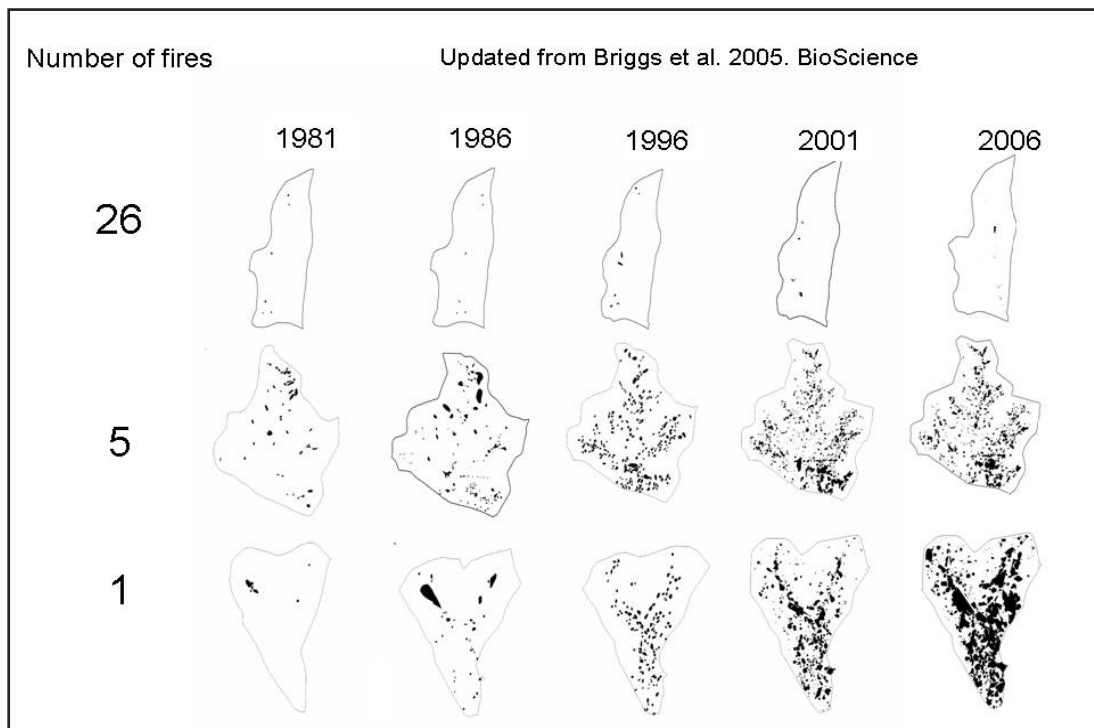 Number of fires
Updated from Briggs et al. 2005. BioScience
1981 1986 1996 2001 2006
26
5
1